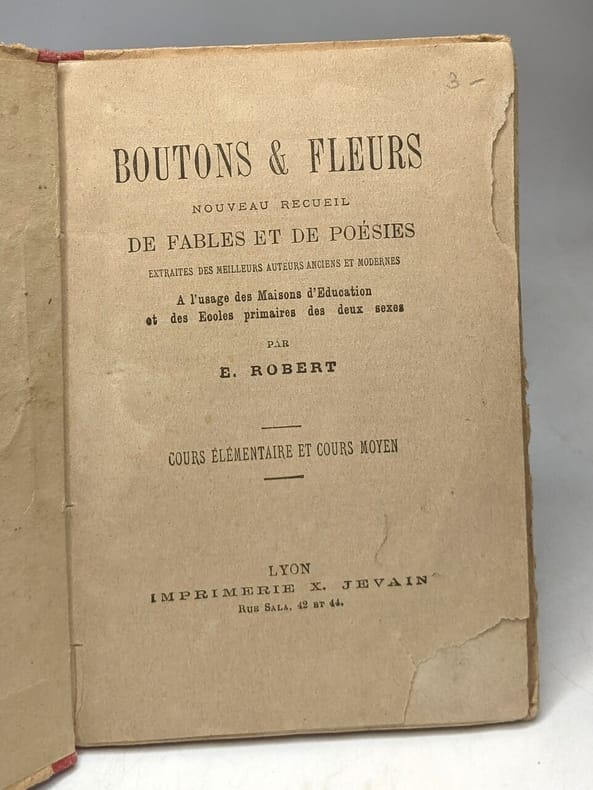 3 -
BOUTONS & FLEURS
NOUVEAU RECUEIL
DE FABLES ET DE POÉSIES
EXTRAITES DES MEILLEURS AUTEURS ANCIENS ET MODERNES
A l'usage des Maisons d'Education
et des Ecoles primaires des deux sexes
PAR
E. ROBERT
COURS ÉLÉMENTAIRE ET COURS MOYEN
LYON
IMPRIMERIE X. JEVAIN
RUE SALA, 42 ET 44.